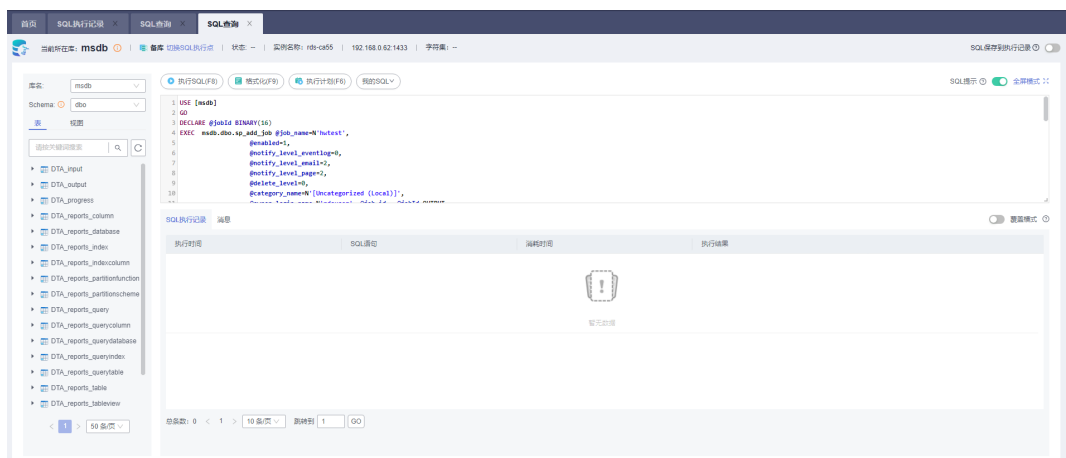 首页 SQL执行记录 × SQL查询 × SQL查询 ×
当前所在库: msdb 备库 切换SQL执行点 | 状态: -- | 实例名称: rds-ca55 | 192.168.0.62:1433 | 字符集: -- SQL保存到执行记录
库名: msdb
Schema: dbo
表 视图
请按关键词搜索
DTA_input
DTA_output
DTA_progress
DTA_reports_column
DTA_reports_database
DTA_reports_index
DTA_reports_indexcolumn
DTA_reports_partitionfunction
DTA_reports_partitionscheme
DTA_reports_query
DTA_reports_querycolumn
DTA_reports_querydatabase
DTA_reports_queryindex
DTA_reports_querytable
DTA_reports_table
DTA_reports_tableview
< 1 > 50 条/页
执行SQL(F8) 格式化(F9) 执行计划(F6) 我的SQL SQL提示 全屏模式
1 USE [msdb]
2 GO
3 DECLARE @jobId BINARY(16)
4 EXEC msdb.dbo.sp_add_job @job_name=N'hwtest',
5 @enabled=1,
6 @notify_level_eventlog=0,
7 @notify_level_email=2,
8 @notify_level_page=2,
9 @delete_level=0,
10 @category_name=N'[Uncategorized (Local)]',
SQL执行记录 消息 覆盖模式
执行时间 SQL语句 消耗时间 执行结果
暂无数据
总条数: 0 < 1 > 10 条/页 跳转到 1 GO